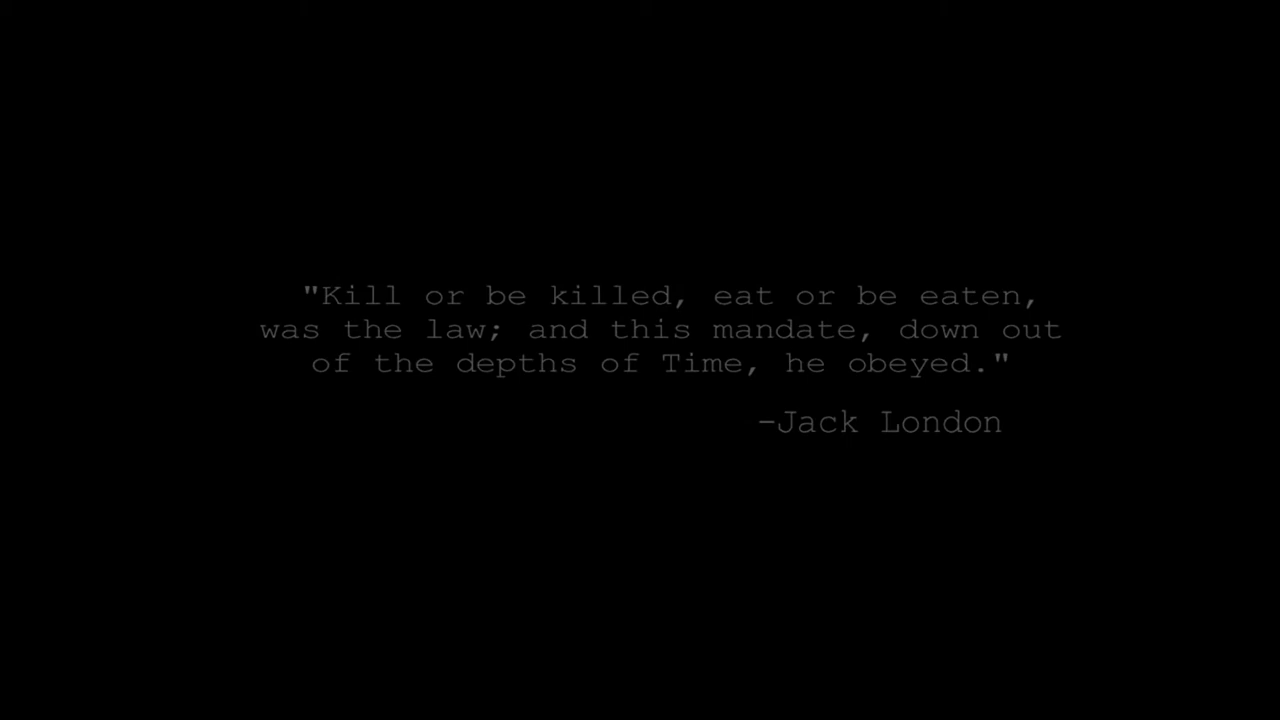 "Kill or be killed, eat or be eaten,
was the law; and this mandate, down out
of the depths of Time, he obeyed."
-Jack London